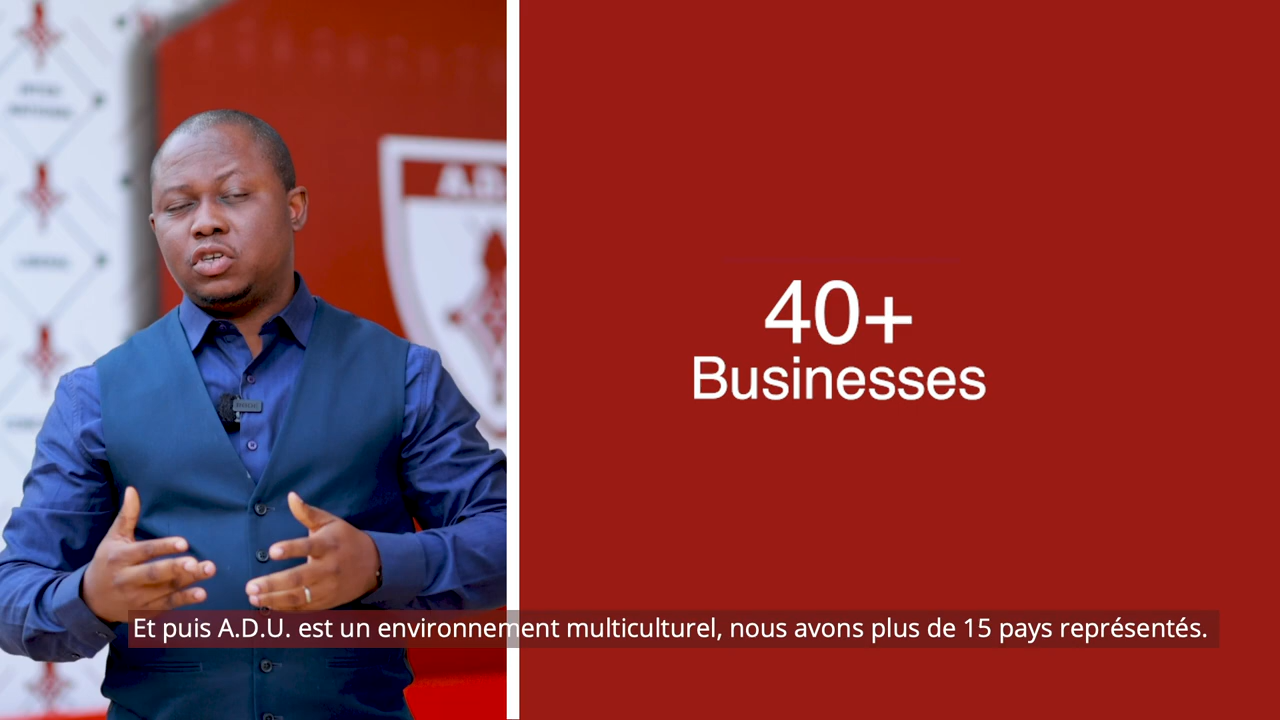 40+
Businesses
Et puis A.D.U. est un environnement multiculturel, nous avons plus de 15 pays représentés.